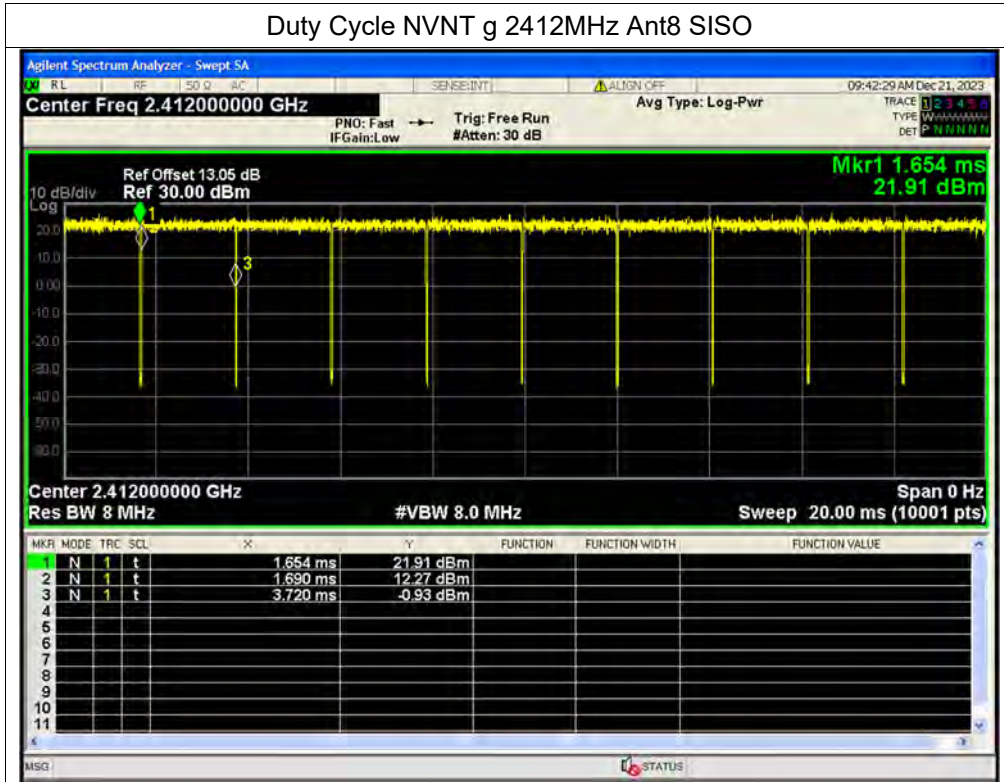 Duty Cycle NVNT g 2412MHz Ant8 SISO
Agilent Spectrum Analyzer - Swept SA
RL RF 50 Ω AC SENSE:INT ALIGN OFF 09:42:29 AM Dec 21, 2023
Center Freq 2.412000000 GHz Avg Type: Log-Pwr TRACE 1 2 3 4 5 6
PNO: Fast Trig: Free Run TYPE W
IFGain:Low #Atten: 30 dB DET P N N N N N
Mkr1 1.654 ms
Ref Offset 13.05 dB 21.91 dBm
10 dB/div Ref 30.00 dBm
Log
1
20.0
3
10.0
0.00
-10.0
-20.0
-30.0
-40.0
-50.0
-60.0
Center 2.412000000 GHz Span 0 Hz
Res BW 8 MHz #VBW 8.0 MHz Sweep 20.00 ms (10001 pts)
MKR MODE TRC SCL X Y FUNCTION FUNCTION WIDTH FUNCTION VALUE
1 N 1 t 1.654 ms 21.91 dBm
2 N 1 t 1.690 ms 12.27 dBm
3 N 1 t 3.720 ms -0.93 dBm
4
5
6
7
8
9
10
11
MSG STATUS